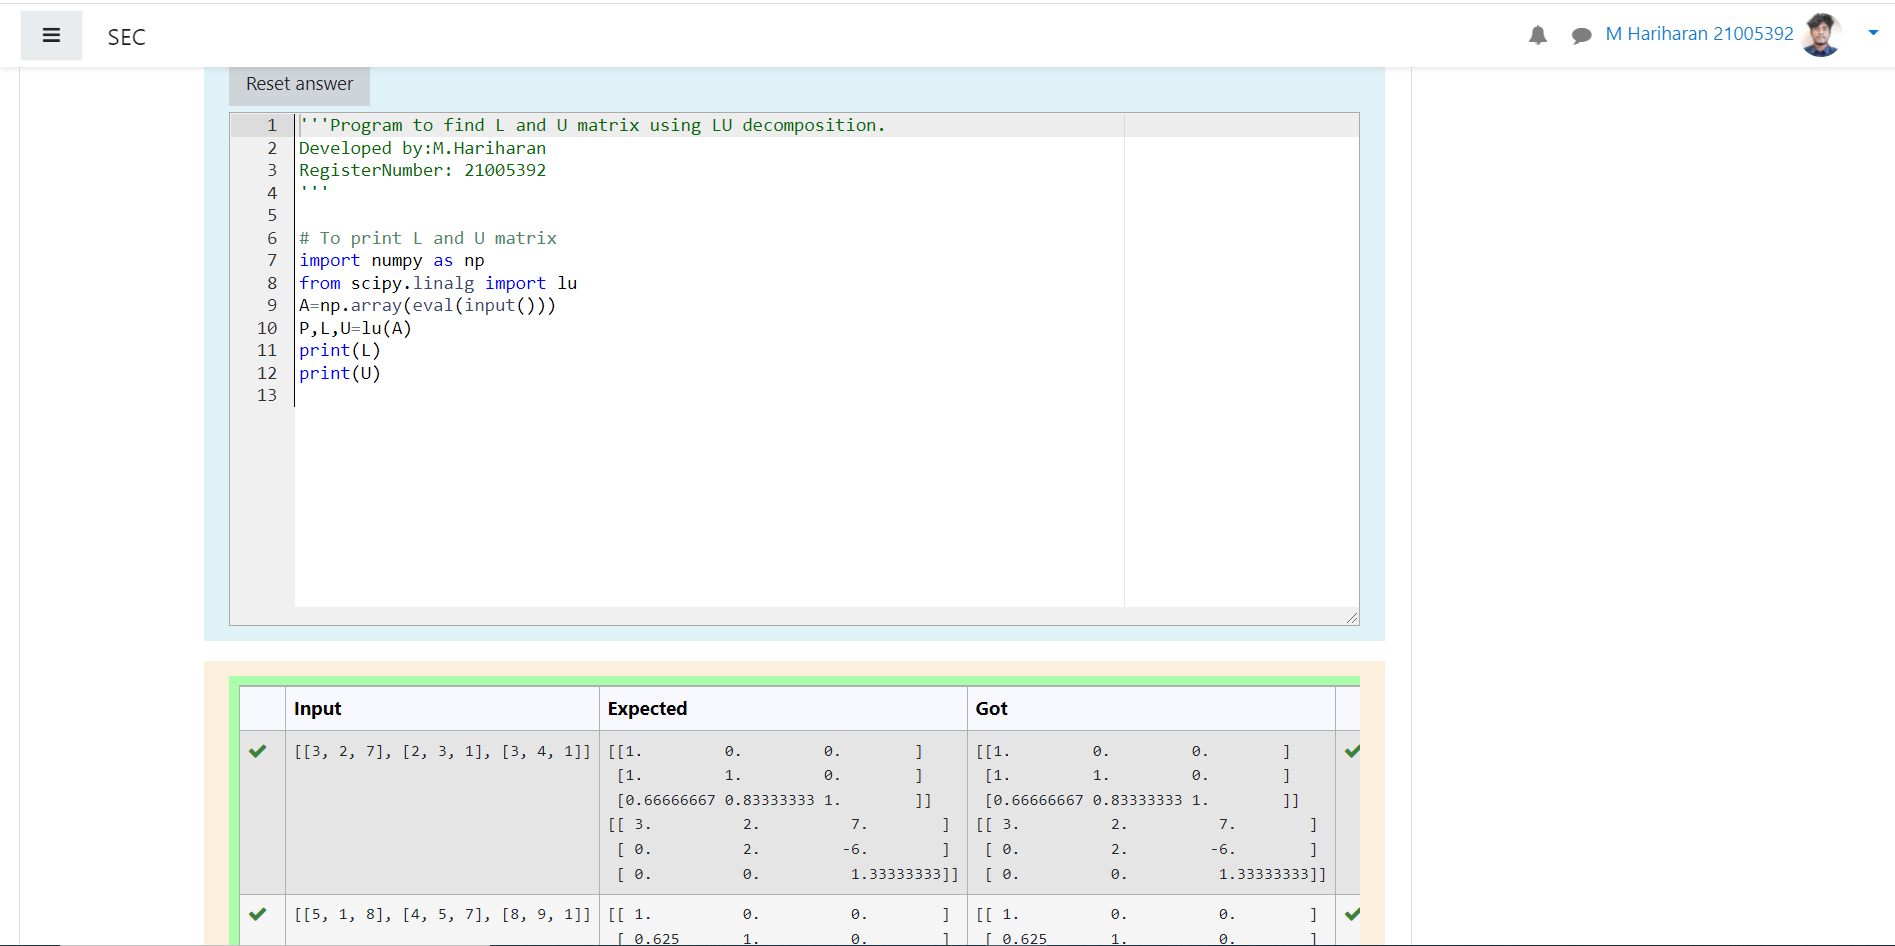 SEC
M Hariharan 21005392
Reset answer
1 '''Program to find L and U matrix using LU decomposition.
2 Developed by:M.Hariharan
3 RegisterNumber: 21005392
4 '''
5
6 # To print L and U matrix
7 import numpy as np
8 from scipy.linalg import lu
9 A=np.array(eval(input()))
10 P,L,U=lu(A)
11 print(L)
12 print(U)
13
Input Expected Got
[[3, 2, 7], [2, 3, 1], [3, 4, 1]] [[1. 0. 0. ] [[1. 0. 0. ]
[1. 1. 0. ] [1. 1. 0. ]
[0.66666667 0.83333333 1. ]] [0.66666667 0.83333333 1. ]]
[[ 3. 2. 7. ] [[ 3. 2. 7. ]
[ 0. 2. -6. ] [ 0. 2. -6. ]
[ 0. 0. 1.33333333]] [ 0. 0. 1.33333333]]
[[5, 1, 8], [4, 5, 7], [8, 9, 1]] [[ 1. 0. 0. ] [[ 1. 0. 0. ]
[ 0.625 1. 0. ] [ 0.625 1. 0. ]